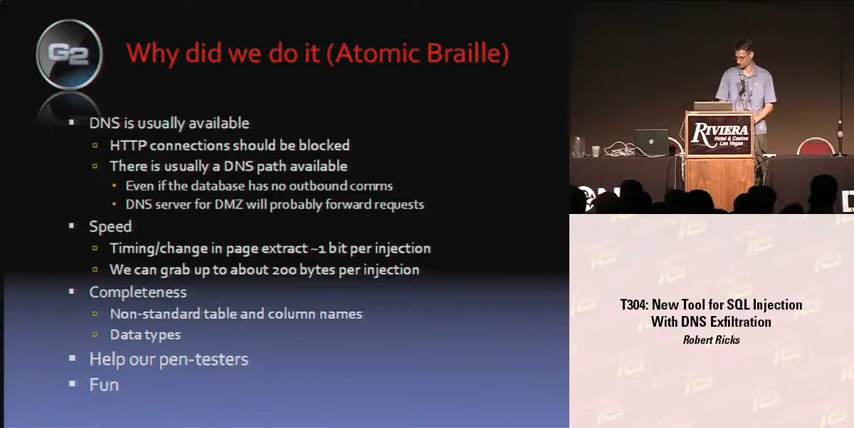 G2
Why did we do it (Atomic Braille)
DNS is usually available
HTTP connections should be blocked
There is usually a DNS path available
Even if the database has no outbound comms
DNS server for DMZ will probably forward requests
Speed
Timing/change in page extract ~1 bit per injection
We can grab up to about 200 bytes per injection
Completeness
Non-standard table and column names
Data types
Help our pen-testers
Fun
RIVIERA
Hotel & Casino
Las Vegas
T304: New Tool for SQL Injection
With DNS Exfiltration
Robert Ricks